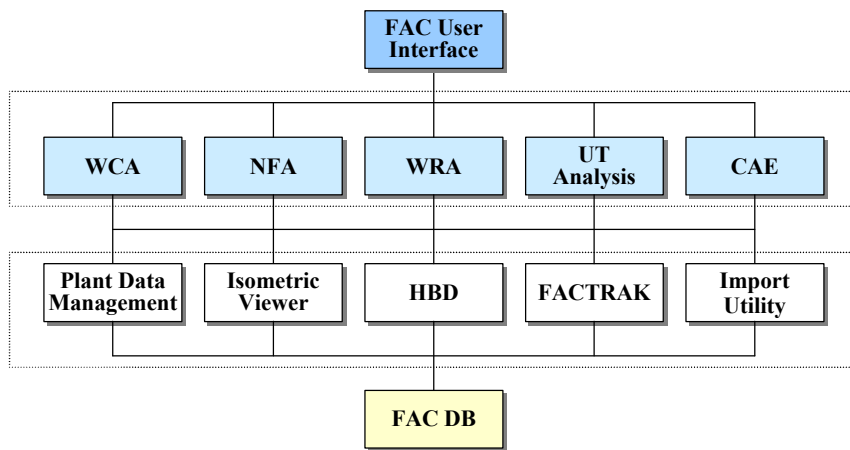 FAC User
Interface
WCA
NFA
WRA
UT
Analysis
CAE
Plant Data
Management
Isometric
Viewer
HBD
FACTRAK
Import
Utility
FAC DB